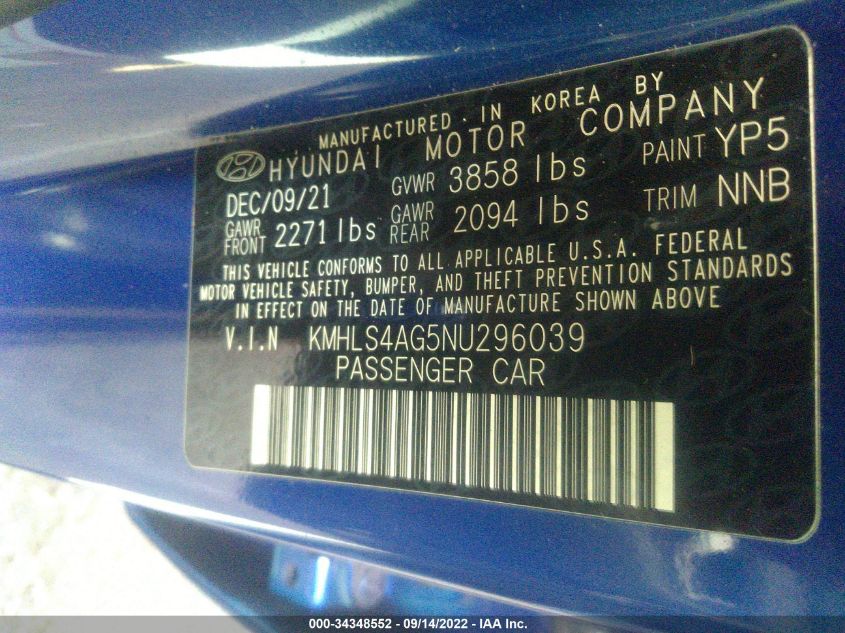 MANUFACTURED . IN KOREA BY
HYUNDAI MOTOR COMPANY
DEC/09/21 GVWR 3858 lbs PAINT YP5
GAWR FRONT 2271 lbs GAWR REAR 2094 lbs TRIM NNB
THIS VEHICLE CONFORMS TO ALL APPLICABLE U.S.A. FEDERAL
MOTOR VEHICLE SAFETY, BUMPER, AND THEFT PREVENTION STANDARDS
IN EFFECT ON THE DATE OF MANUFACTURE SHOWN ABOVE
V.I.N KMHLS4AG5NU296039
PASSENGER CAR
000-34348552 - 09/14/2022 - IAA Inc.